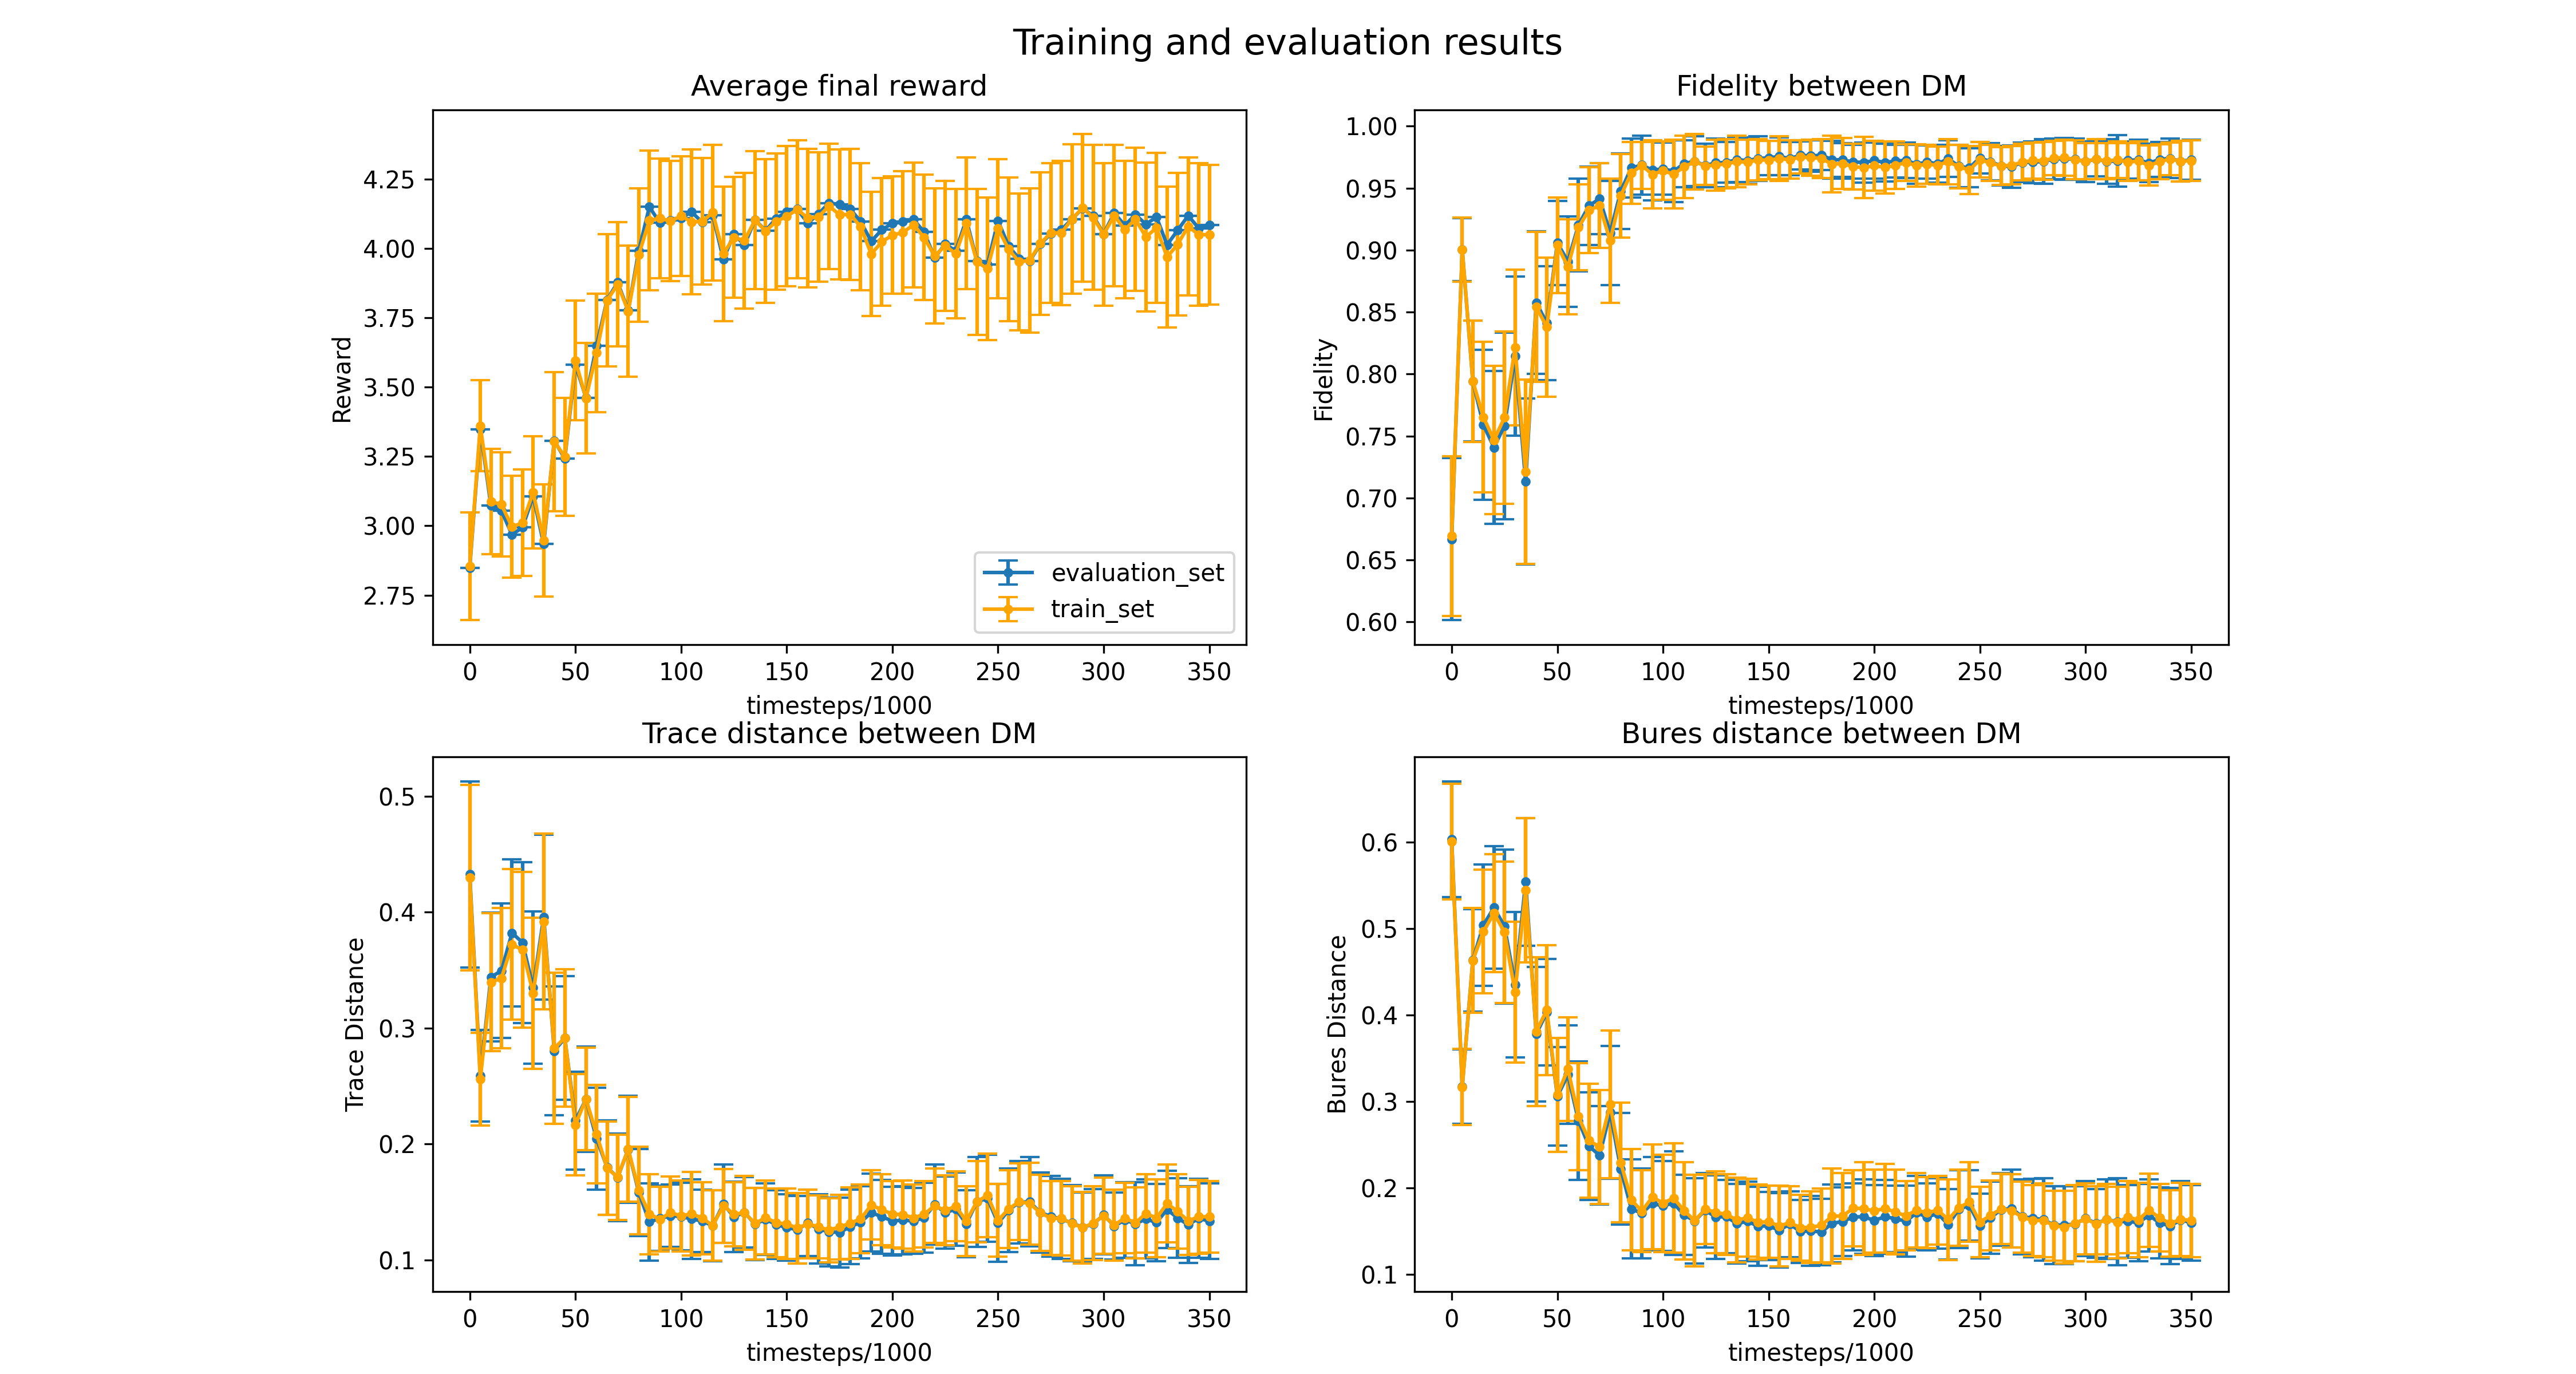 Training and evaluation results
Average final reward
Reward
4.25
4.00
3.75
3.50
3.25
3.00
2.75
evaluation_set
train_set
0 50 100 150 200 250 300 350
timesteps/1000
Fidelity between DM
Fidelity
1.00
0.95
0.90
0.85
0.80
0.75
0.70
0.65
0.60
0 50 100 150 200 250 300 350
timesteps/1000
Trace distance between DM
Trace Distance
0.5
0.4
0.3
0.2
0.1
0 50 100 150 200 250 300 350
timesteps/1000
Bures distance between DM
Bures Distance
0.6
0.5
0.4
0.3
0.2
0.1
0 50 100 150 200 250 300 350
timesteps/1000